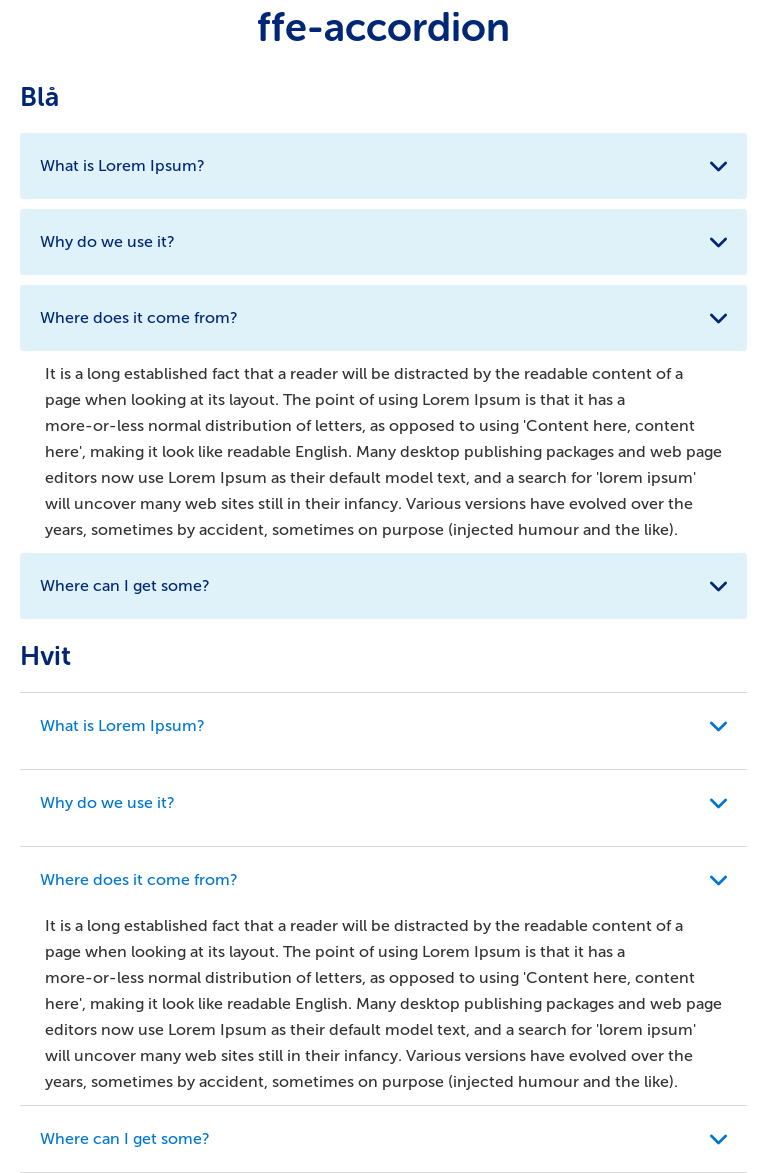 ffe-accordion
Blå
What is Lorem Ipsum?
Why do we use it?
Where does it come from?
It is a long established fact that a reader will be distracted by the readable content of a
page when looking at its layout. The point of using Lorem Ipsum is that it has a
more-or-less normal distribution of letters, as opposed to using 'Content here, content
here', making it look like readable English. Many desktop publishing packages and web page
editors now use Lorem Ipsum as their default model text, and a search for 'lorem ipsum'
will uncover many web sites still in their infancy. Various versions have evolved over the
years, sometimes by accident, sometimes on purpose (injected humour and the like).
Where can I get some?
Hvit
What is Lorem Ipsum?
Why do we use it?
Where does it come from?
It is a long established fact that a reader will be distracted by the readable content of a
page when looking at its layout. The point of using Lorem Ipsum is that it has a
more-or-less normal distribution of letters, as opposed to using 'Content here, content
here', making it look like readable English. Many desktop publishing packages and web page
editors now use Lorem Ipsum as their default model text, and a search for 'lorem ipsum'
will uncover many web sites still in their infancy. Various versions have evolved over the
years, sometimes by accident, sometimes on purpose (injected humour and the like).
Where can I get some?